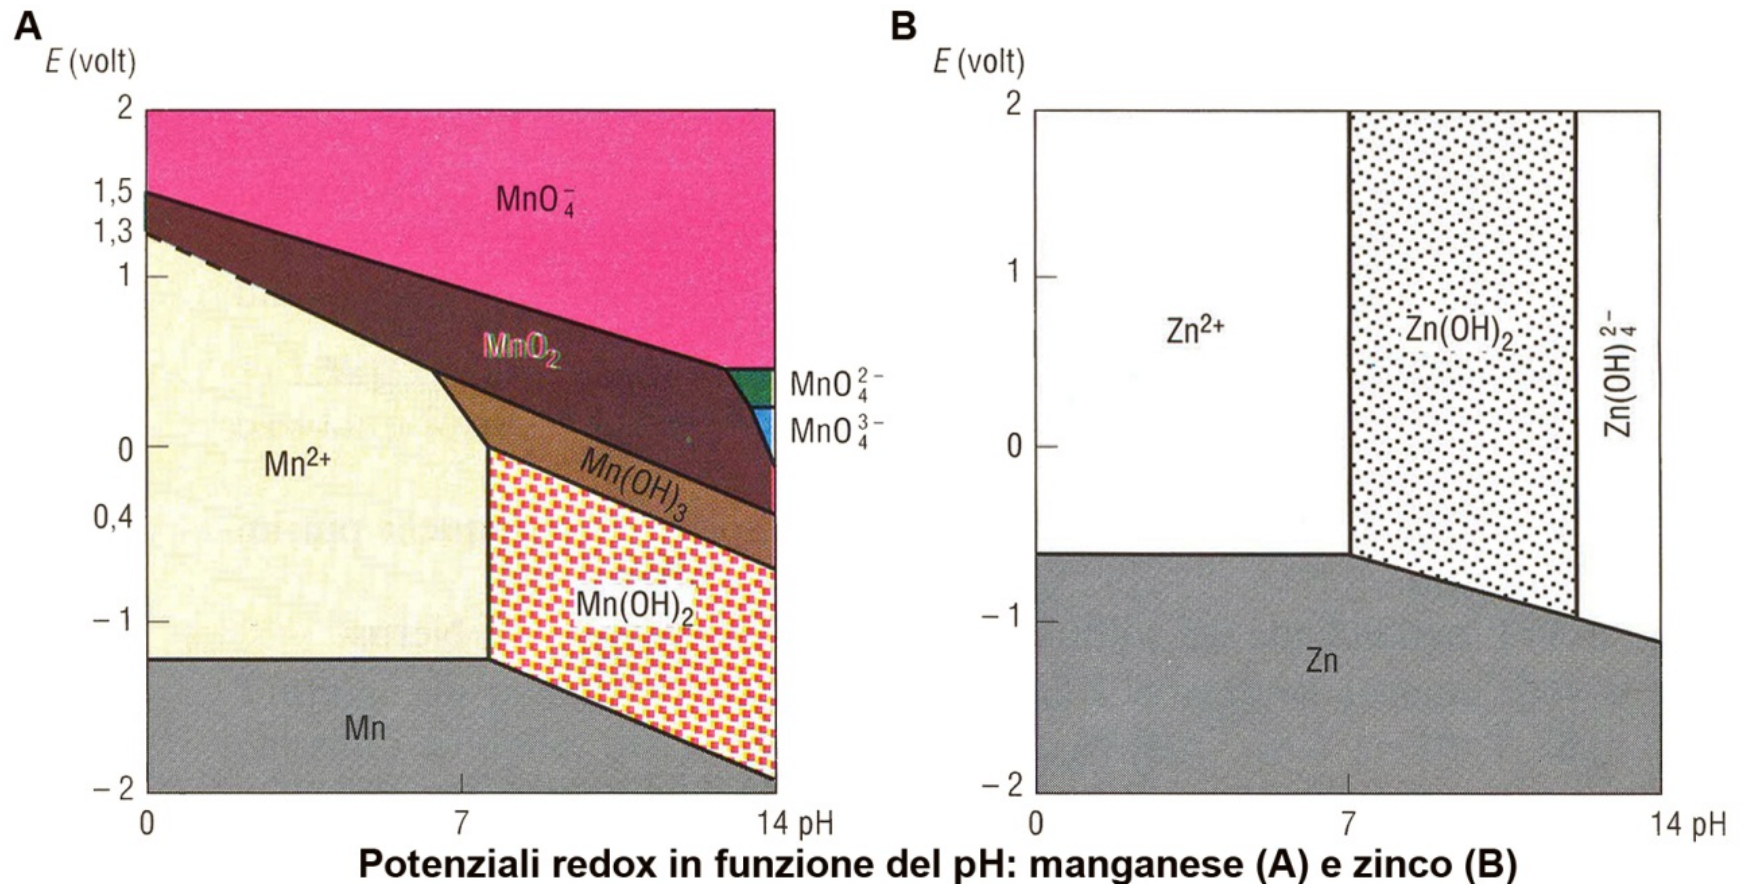 A
E (volt)
2
1,5
1,3
1
0
0,4
– 1
– 2
0
7
14 pH
MnO₄⁻
MnO₂
MnO₄²⁻
MnO₄³⁻
Mn²⁺
Mn(OH)₃
Mn(OH)₂
Mn
B
E (volt)
2
1
0
– 1
– 2
0
7
14 pH
Zn²⁺
Zn(OH)₂
Zn(OH)₄²⁻
Zn
Potenziali redox in funzione del pH: manganese (A) e zinco (B)